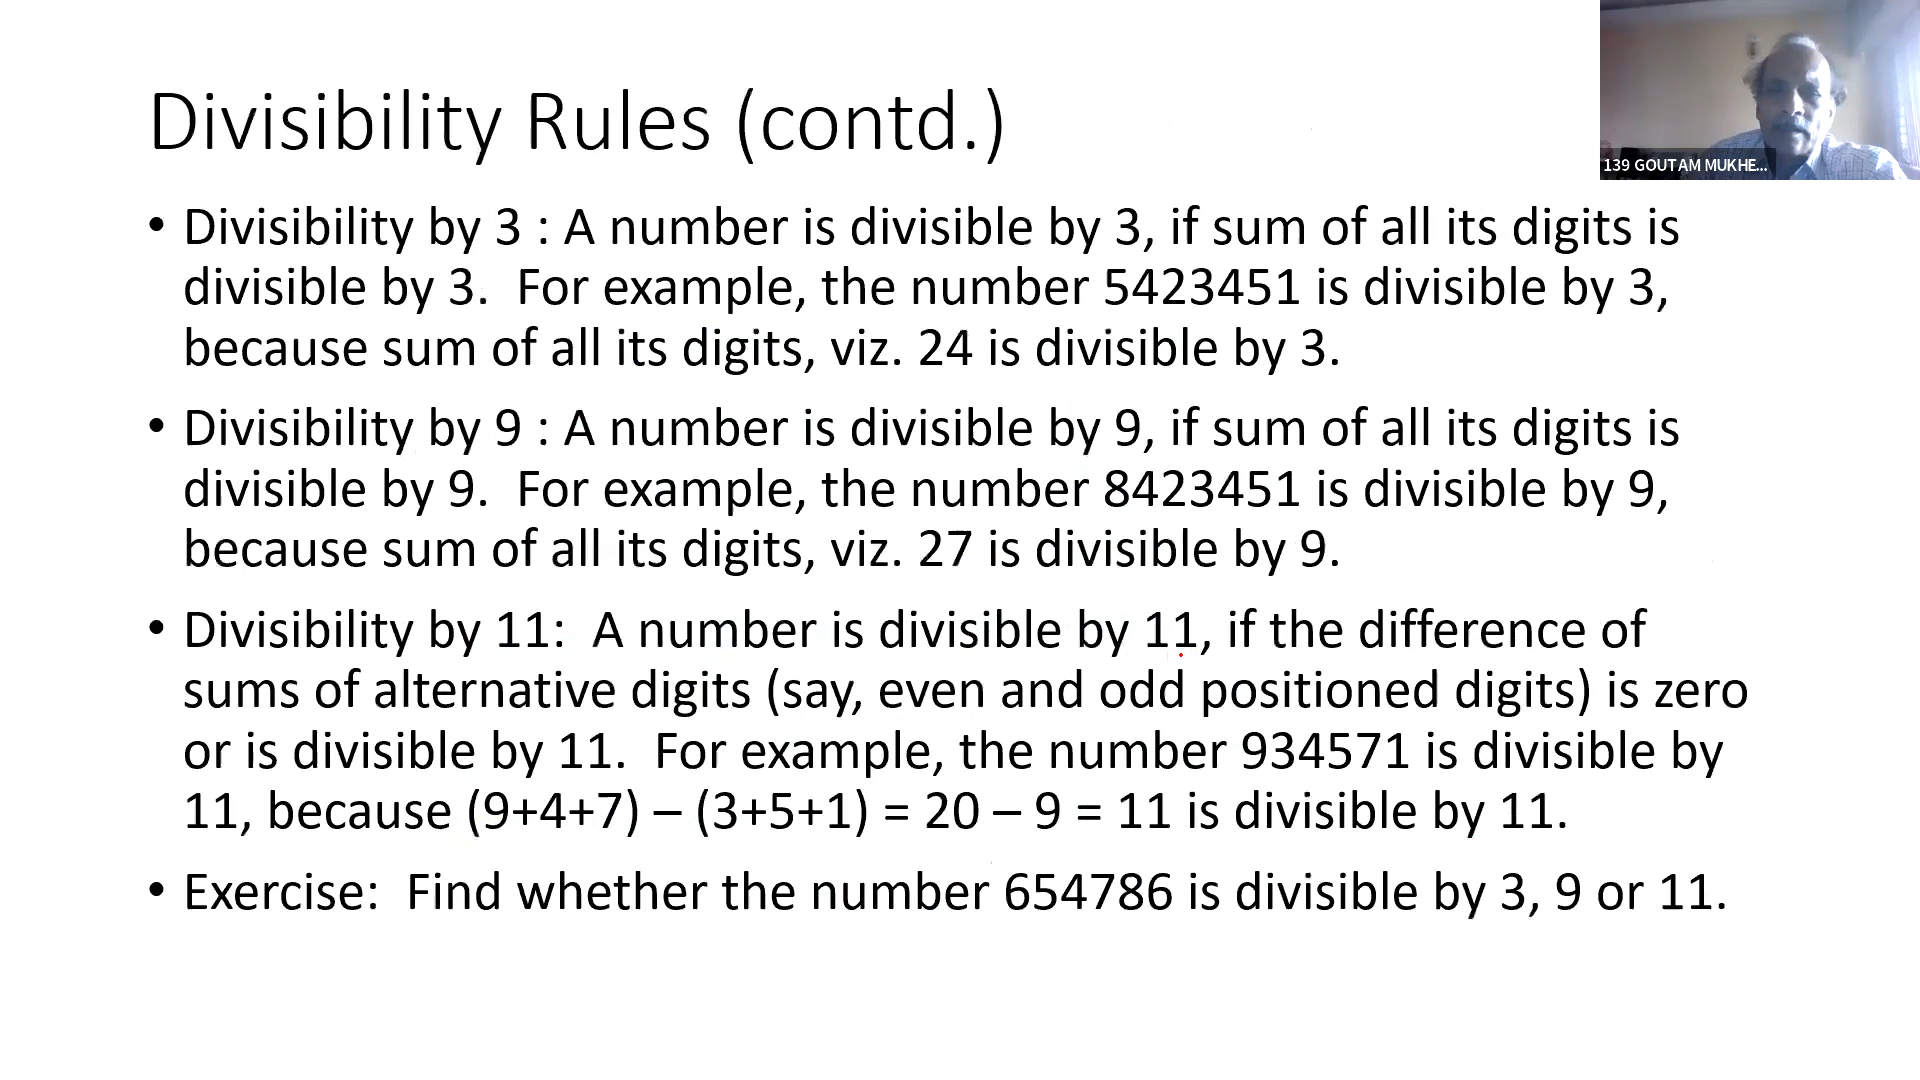 Divisibility Rules (contd.)
139 GOUTAM MUKHE...
• Divisibility by 3 : A number is divisible by 3, if sum of all its digits is
divisible by 3.  For example, the number 5423451 is divisible by 3,
because sum of all its digits, viz. 24 is divisible by 3.
• Divisibility by 9 : A number is divisible by 9, if sum of all its digits is
divisible by 9.  For example, the number 8423451 is divisible by 9,
because sum of all its digits, viz. 27 is divisible by 9.
• Divisibility by 11:  A number is divisible by 11, if the difference of
sums of alternative digits (say, even and odd positioned digits) is zero
or is divisible by 11.  For example, the number 934571 is divisible by
11, because (9+4+7) – (3+5+1) = 20 – 9 = 11 is divisible by 11.
• Exercise:  Find whether the number 654786 is divisible by 3, 9 or 11.